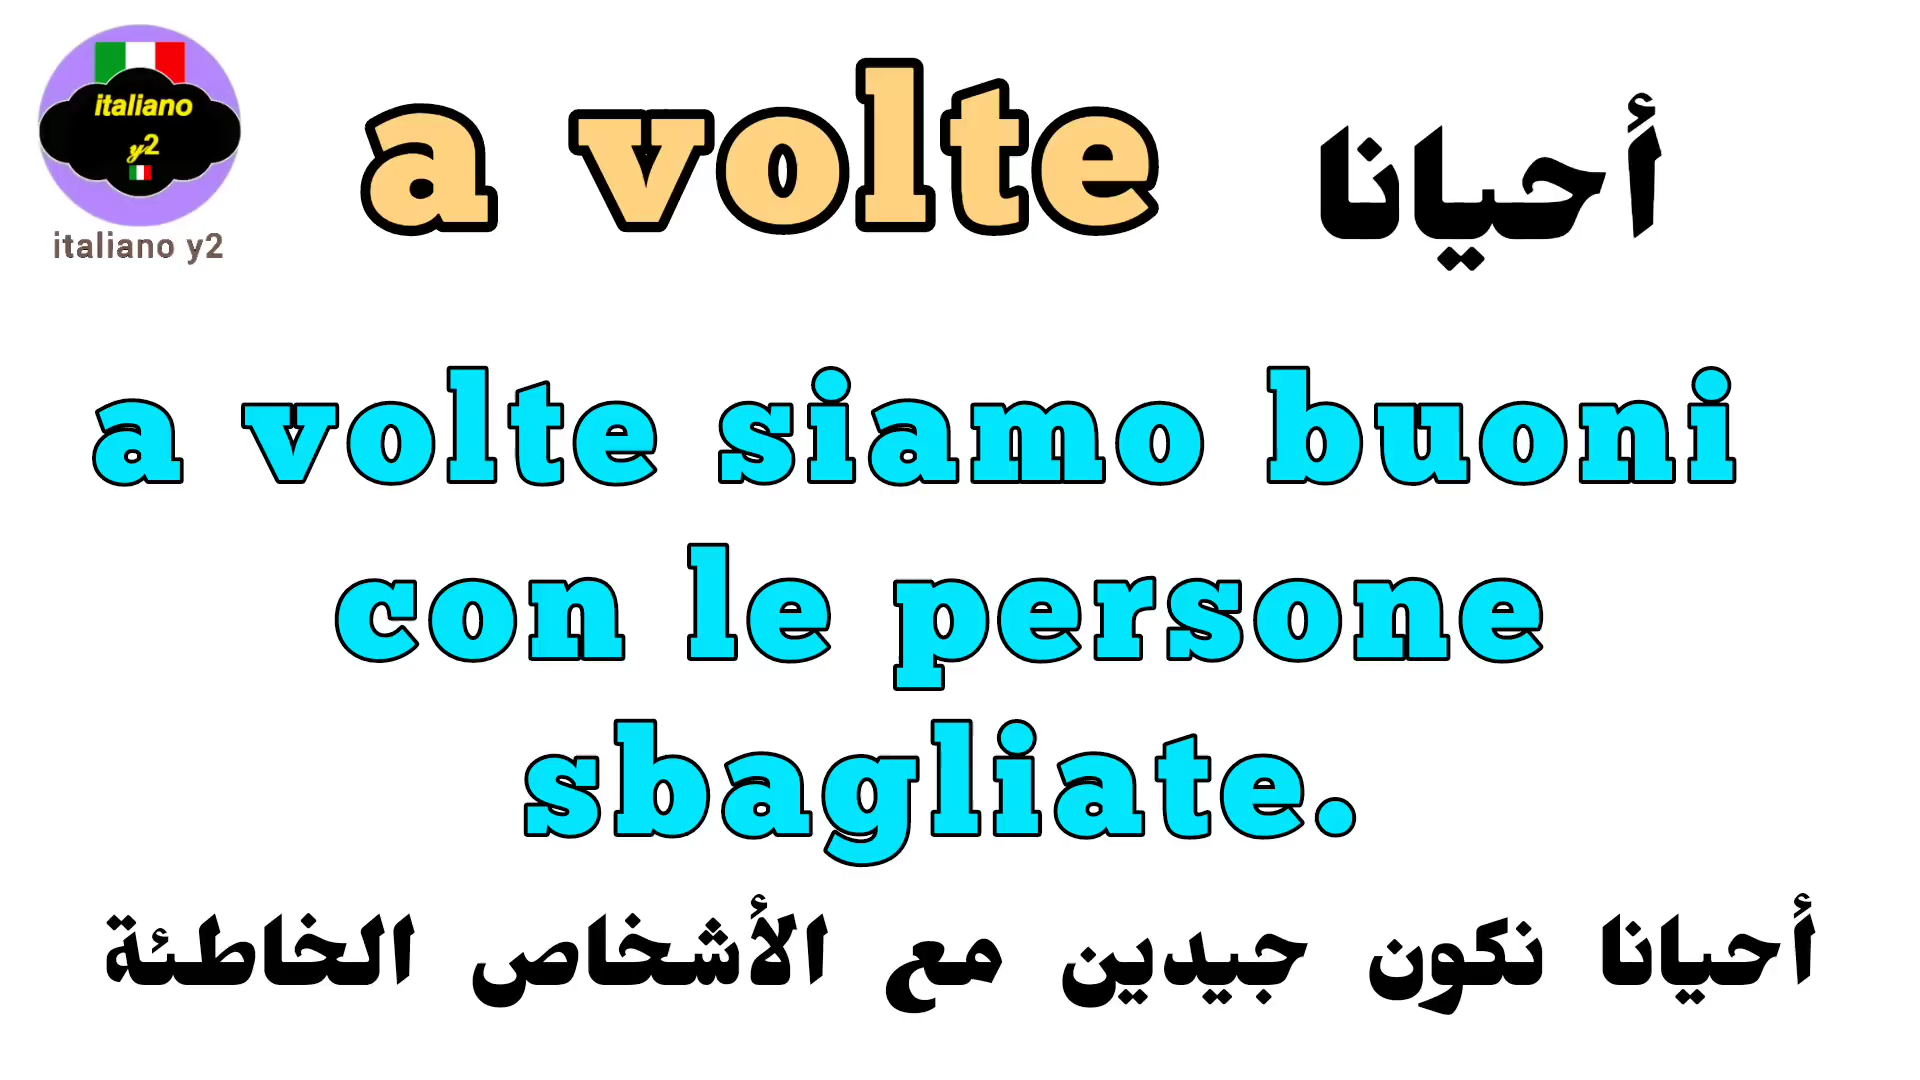 italiano
y2
italiano y2
a volte أحيانا
a volte siamo buoni
con le persone
sbagliate.
أحيانا نكون جيدين مع الأشخاص الخاطئة